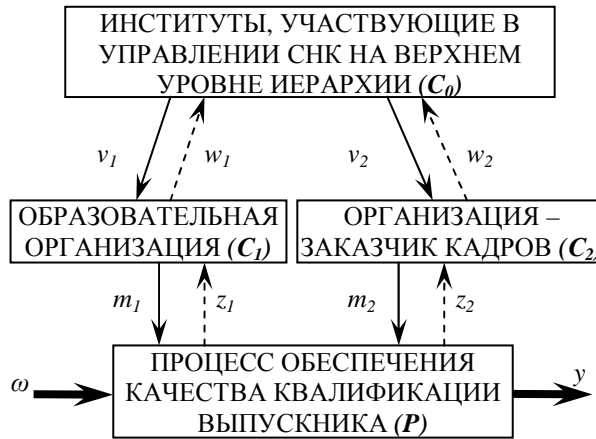 ИНСТИТУТЫ, УЧАСТВУЮЩИЕ В
УПРАВЛЕНИИ СНК НА ВЕРХНЕМ
УРОВНЕ ИЕРАРХИИ (C₀)
v₁ w₁ v₂ w₂
ОБРАЗОВАТЕЛЬНАЯ
ОРГАНИЗАЦИЯ (C₁)
ОРГАНИЗАЦИЯ –
ЗАКАЗЧИК КАДРОВ (C₂)
m₁ z₁ m₂ z₂
ω
ПРОЦЕСС ОБЕСПЕЧЕНИЯ
КАЧЕСТВА КВАЛИФИКАЦИИ
ВЫПУСКНИКА (P)
y